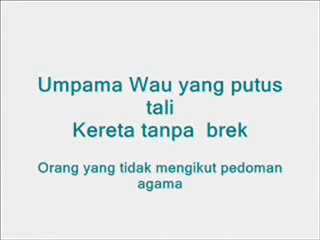 Umpama Wau yang putus
tali
Kereta tanpa brek
Orang yang tidak mengikut pedoman
agama